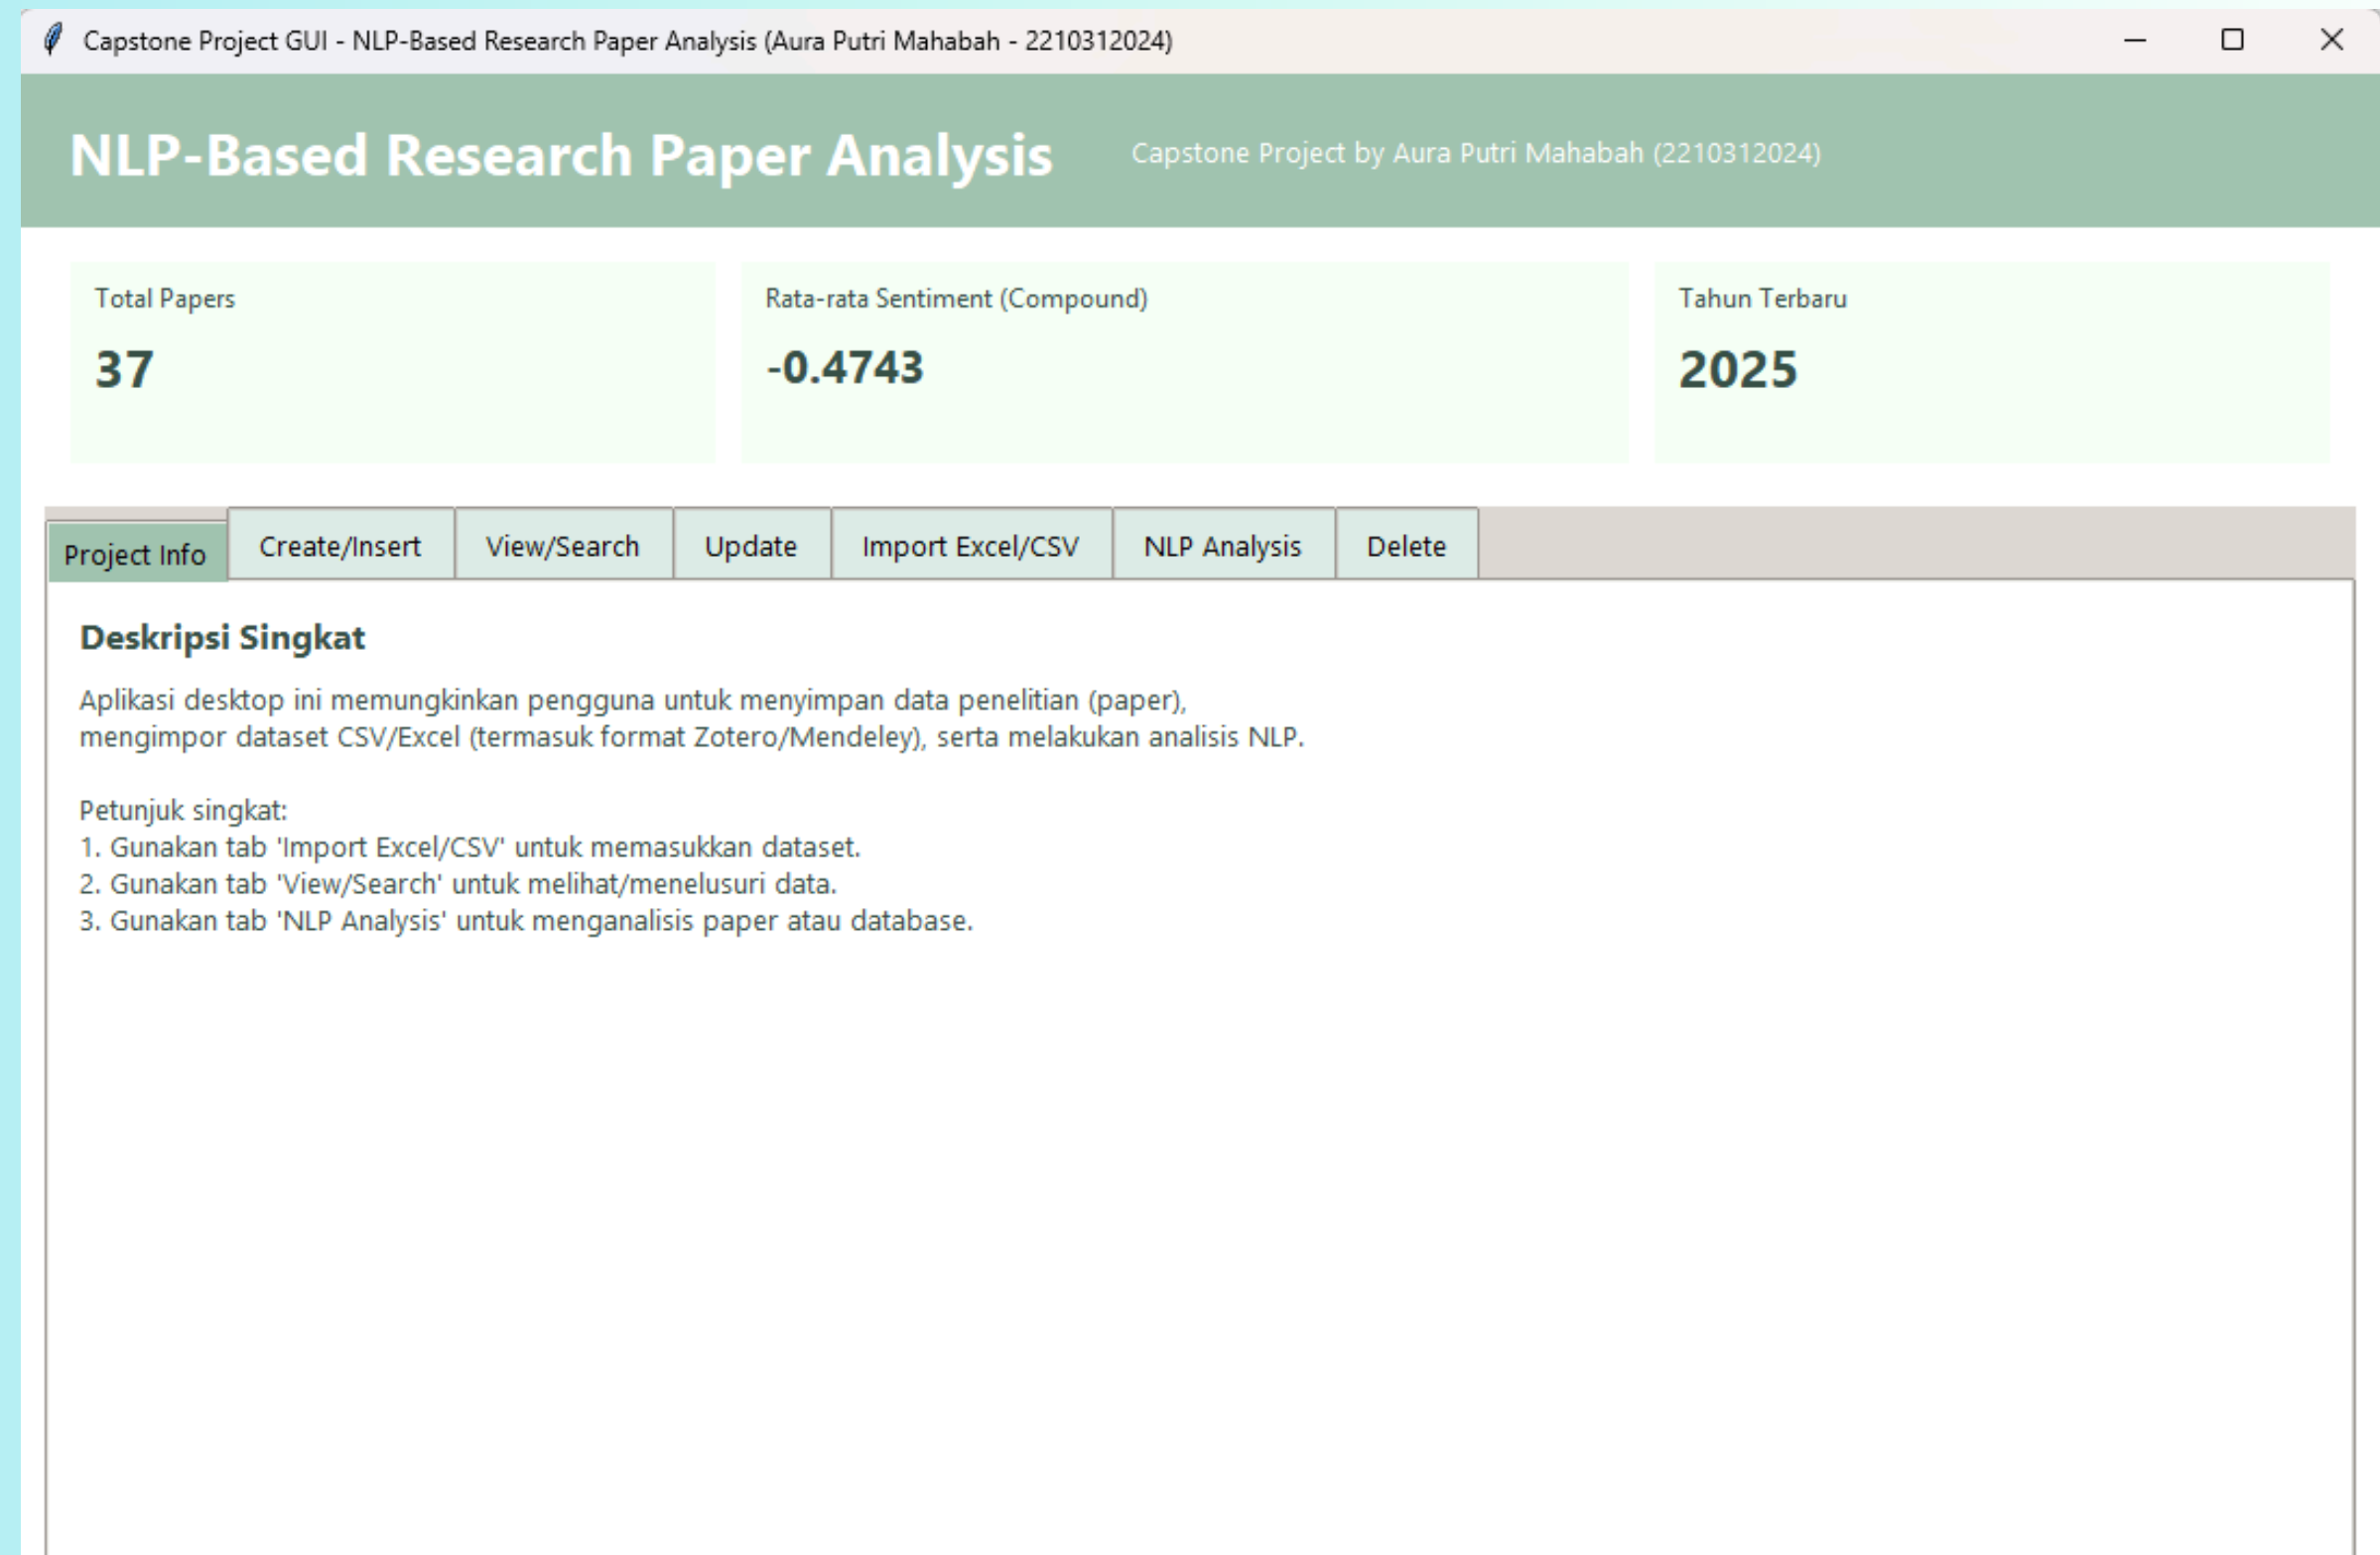 Capstone Project GUI - NLP-Based Research Paper Analysis (Aura Putri Mahabah - 2210312024)
NLP-Based Research Paper Analysis
Capstone Project by Aura Putri Mahabah (2210312024)
Total Papers
37
Rata-rata Sentiment (Compound)
-0.4743
Tahun Terbaru
2025
Project Info
Create/Insert
View/Search
Update
Import Excel/CSV
NLP Analysis
Delete
Deskripsi Singkat
Aplikasi desktop ini memungkinkan pengguna untuk menyimpan data penelitian (paper),
mengimpor dataset CSV/Excel (termasuk format Zotero/Mendeley), serta melakukan analisis NLP.
Petunjuk singkat:
1. Gunakan tab 'Import Excel/CSV' untuk memasukkan dataset.
2. Gunakan tab 'View/Search' untuk melihat/menelusuri data.
3. Gunakan tab 'NLP Analysis' untuk menganalisis paper atau database.